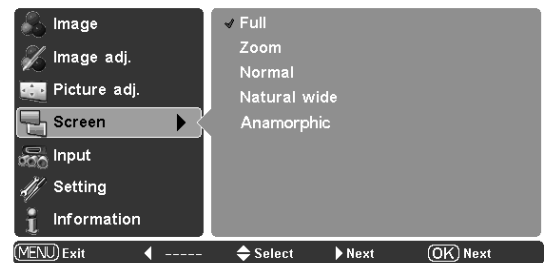 Image
Image adj.
Picture adj.
Screen
Input
Setting
Information
Full
Zoom
Normal
Natural wide
Anamorphic
MENU Exit ----- Select Next OK Next